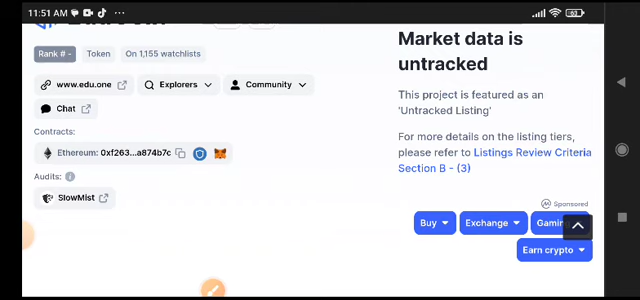 11:51 AM
63
Rank # -
Token
On 1,155 watchlists
www.edu.one
Explorers
Community
Chat
Contracts:
Ethereum: 0xf263...a874b7c
Audits:
SlowMist
Market data is
untracked
This project is featured as an
'Untracked Listing'
For more details on the listing tiers,
please refer to Listings Review Criteria
Section B - (3)
Sponsored
Buy
Exchange
Earn crypto